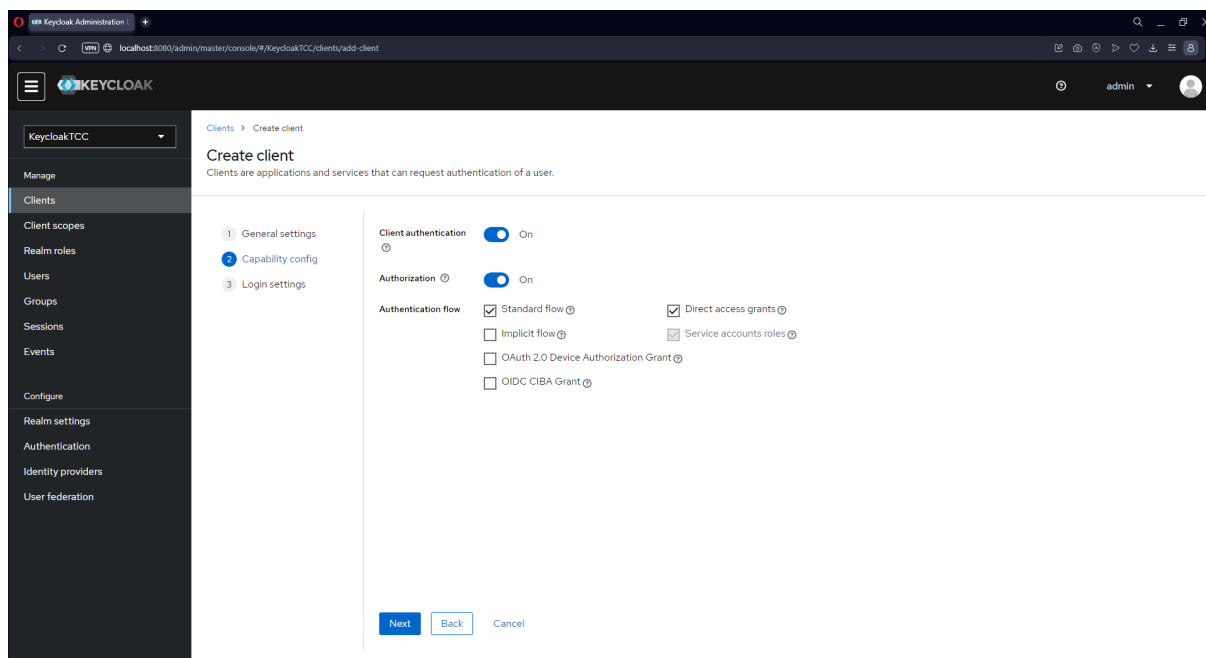 Keycloak Administration U
VPN localhost:8080/admin/master/console/#/KeycloakTCC/clients/add-client
KEYCLOAK
admin
KeycloakTCC
Manage
Clients
Client scopes
Realm roles
Users
Groups
Sessions
Events
Configure
Realm settings
Authentication
Identity providers
User federation
Clients > Create client
Create client
Clients are applications and services that can request authentication of a user.
1 General settings
2 Capability config
3 Login settings
Client authentication On
Authorization On
Authentication flow
Standard flow Direct access grants
Implicit flow Service accounts roles
OAuth 2.0 Device Authorization Grant
OIDC CIBA Grant
Next Back Cancel